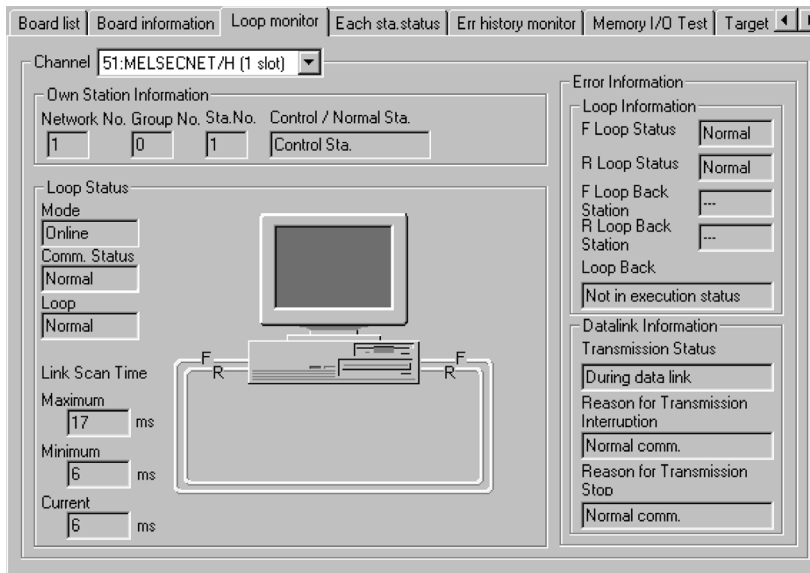 Board list Board information Loop monitor Each sta.status Err history monitor Memory I/O Test Target
Channel 51:MELSECNET/H (1 slot)
Own Station Information
Network No. Group No. Sta.No. Control / Normal Sta.
1 0 1 Control Sta.
Loop Status
Mode
Online
Comm. Status
Normal
Loop
Normal
F F
R R
Link Scan Time
Maximum
17 ms
Minimum
6 ms
Current
6 ms
Error Information
Loop Information
F Loop Status Normal
R Loop Status Normal
F Loop Back
Station ---
R Loop Back
Station ---
Loop Back
Not in execution status
Datalink Information
Transmission Status
During data link
Reason for Transmission
Interruption
Normal comm.
Reason for Transmission
Stop
Normal comm.